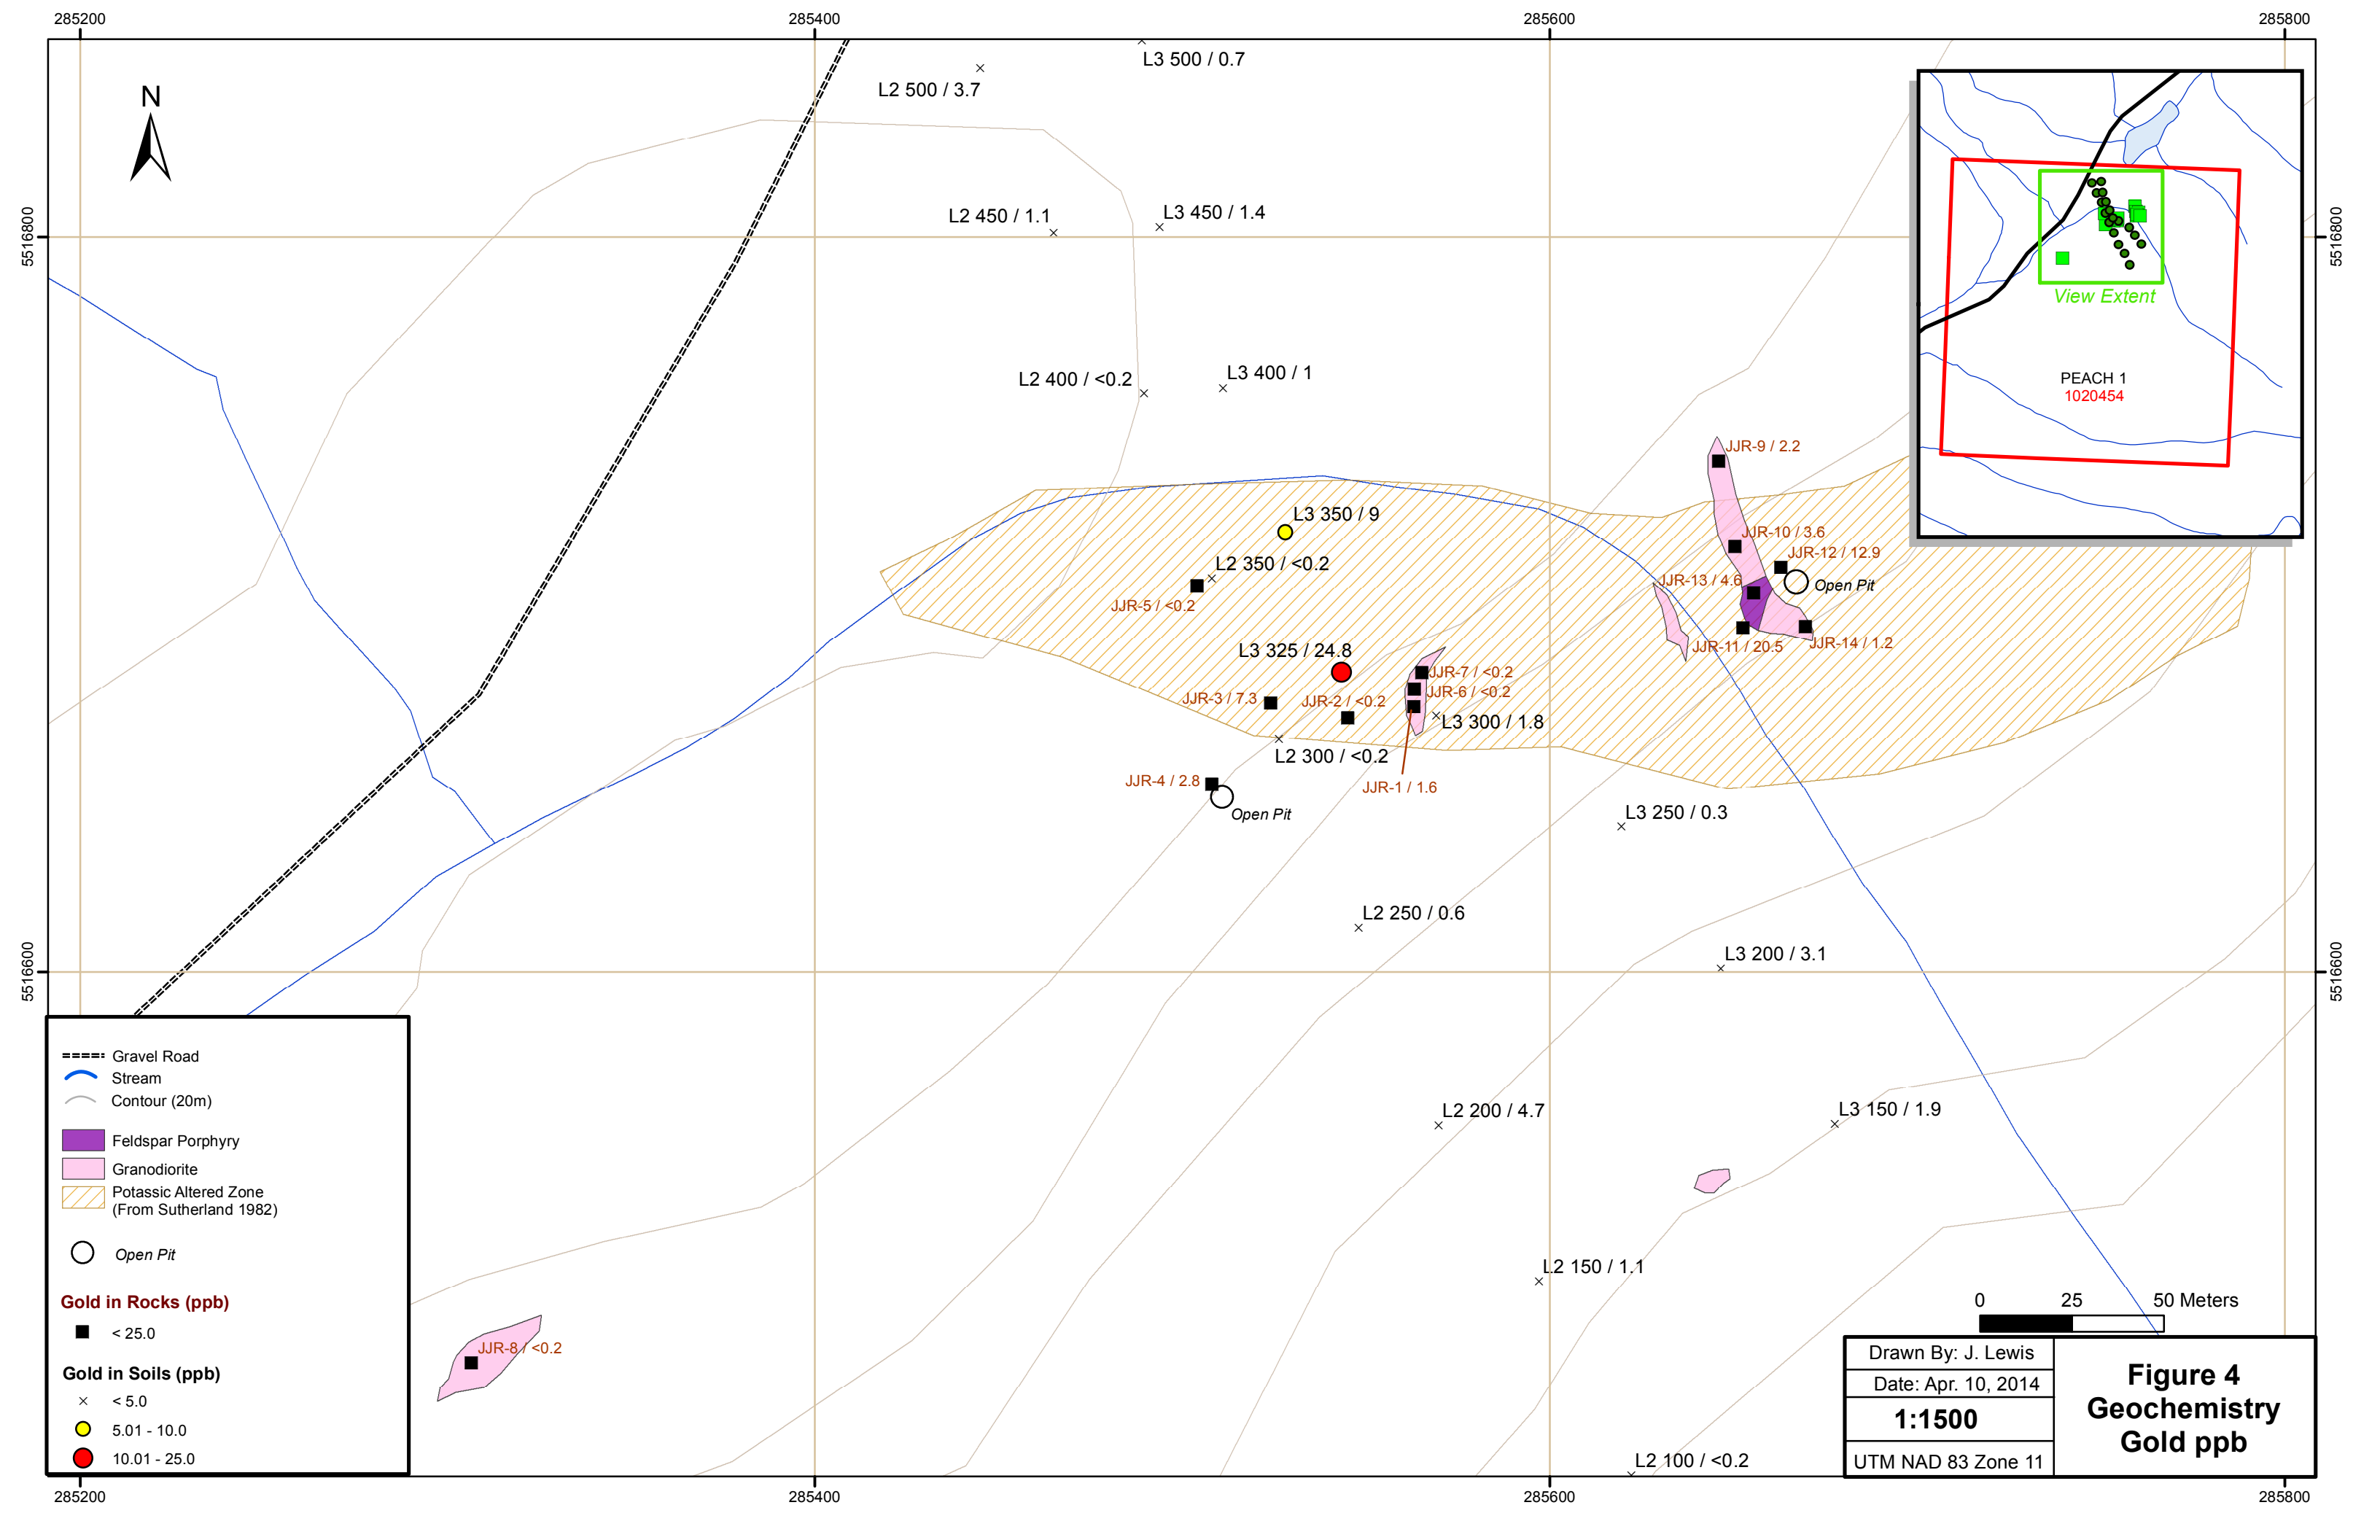 285200
285400
285600
285800
L3 500 / 0.7
L2 500 / 3.7
N
5516800
5516800
L2 450 / 1.1
L3 450 / 1.4
View Extent
PEACH 1
1020454
L2 400 / <0.2
L3 400 / 1
JJR-9 / 2.2
L3 350 / 9
JJR-10 / 3.6
JJR-12 / 12.9
L2 350 / <0.2
JJR-13 / 4.6
Open Pit
JJR-5 / <0.2
L3 325 / 24.8
JJR-11 / 20.5
JJR-14 / 1.2
JJR-7 / <0.2
JJR-6 / <0.2
JJR-3 / 7.3
JJR-2 / <0.2
L3 300 / 1.8
L2 300 / <0.2
JJR-4 / 2.8
JJR-1 / 1.6
Open Pit
L3 250 / 0.3
L2 250 / 0.6
L3 200 / 3.1
5516600
5516600
L2 200 / 4.7
L3 150 / 1.9
L2 150 / 1.1
JJR-8 / <0.2
L2 100 / <0.2
Gravel Road
Stream
Contour (20m)
Feldspar Porphyry
Granodiorite
Potassic Altered Zone
(From Sutherland 1982)
Open Pit
Gold in Rocks (ppb)
< 25.0
Gold in Soils (ppb)
< 5.0
5.01 - 10.0
10.01 - 25.0
0 25 50 Meters
Drawn By: J. Lewis
Date: Apr. 10, 2014
1:1500
UTM NAD 83 Zone 11
Figure 4
Geochemistry
Gold ppb
285200
285400
285600
285800